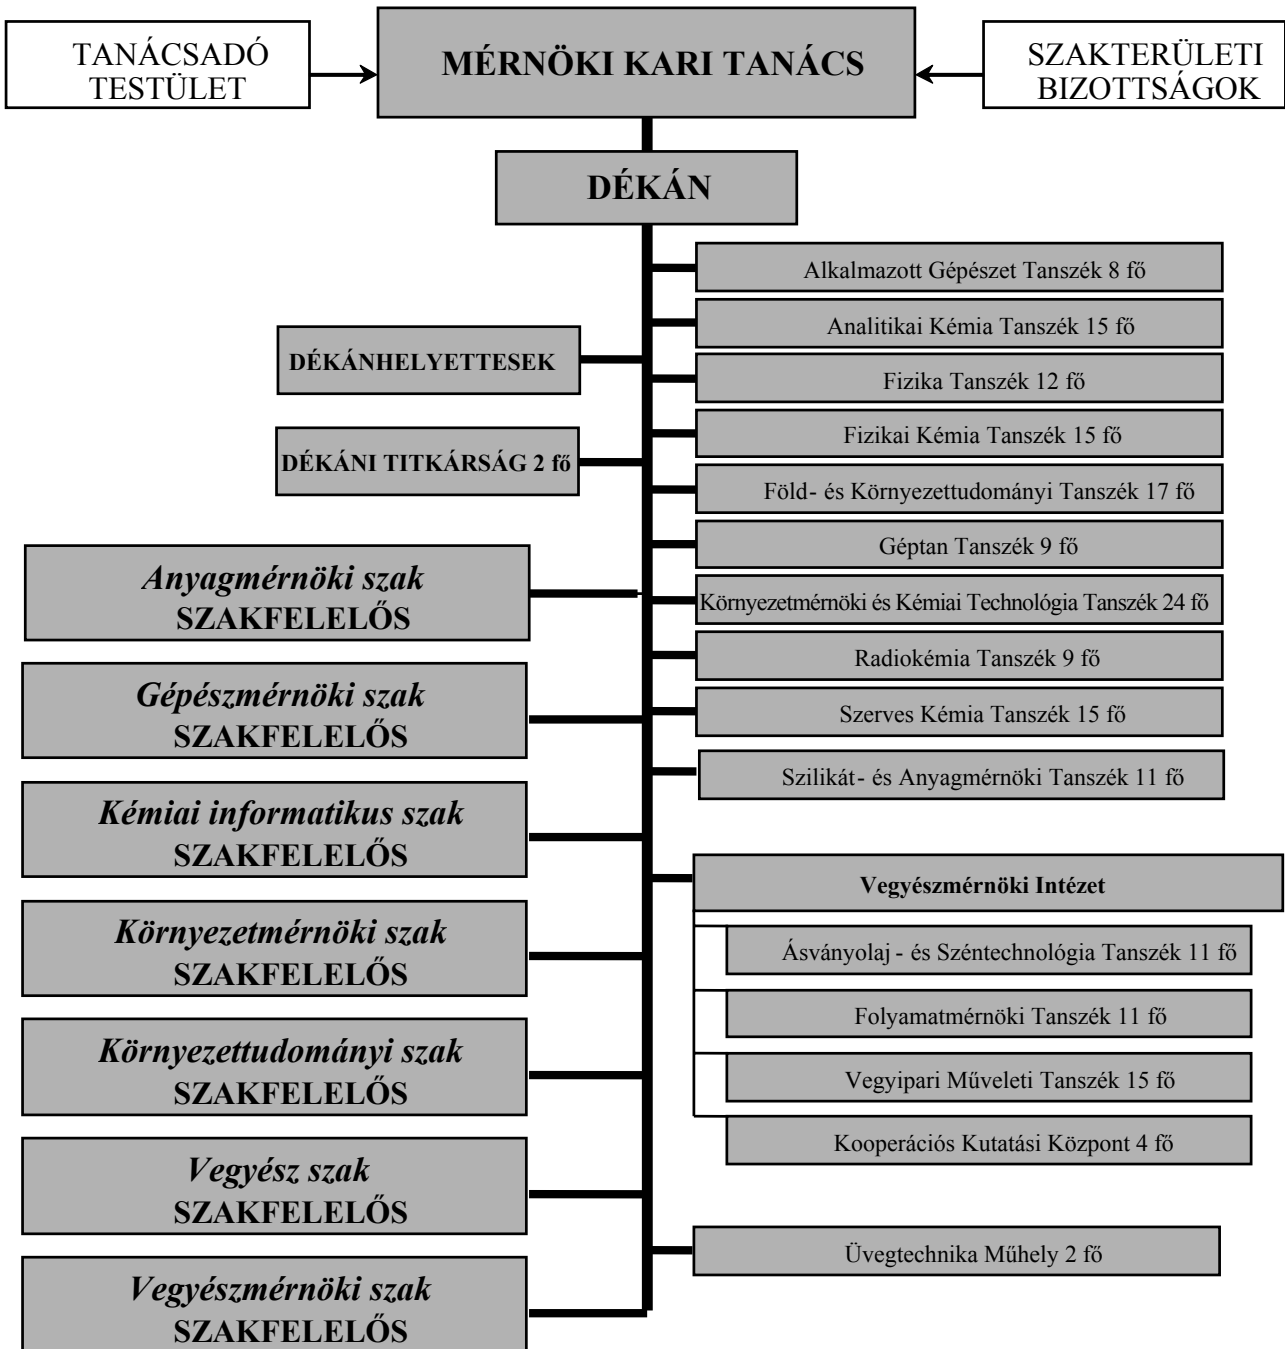 TANÁCSADÓ
TESTÜLET
MÉRNÖKI KARI TANÁCS
SZAKTERÜLETI
BIZOTTSÁGOK
DÉKÁN
Alkalmazott Gépészet Tanszék 8 fő
Analitikai Kémia Tanszék 15 fő
Fizika Tanszék 12 fő
Fizikai Kémia Tanszék 15 fő
Föld- és Környezettudományi Tanszék 17 fő
Géptan Tanszék 9 fő
Környezetmérnöki és Kémiai Technológia Tanszék 24 fő
Radiokémia Tanszék 9 fő
Szerves Kémia Tanszék 15 fő
Szilikát- és Anyagmérnöki Tanszék 11 fő
DÉKÁNHELYETTESEK
DÉKÁNI TITKÁRSÁG 2 fő
Anyagmérnöki szak
SZAKFELELŐS
Gépészmérnöki szak
SZAKFELELŐS
Kémiai informatikus szak
SZAKFELELŐS
Környezetmérnöki szak
SZAKFELELŐS
Környezettudományi szak
SZAKFELELŐS
Vegyész szak
SZAKFELELŐS
Vegyészmérnöki szak
SZAKFELELŐS
Vegyészmérnöki Intézet
Ásványolaj - és Széntechnológia Tanszék 11 fő
Folyamatmérnöki Tanszék 11 fő
Vegyipari Műveleti Tanszék 15 fő
Kooperációs Kutatási Központ 4 fő
Üvegtechnika Műhely 2 fő